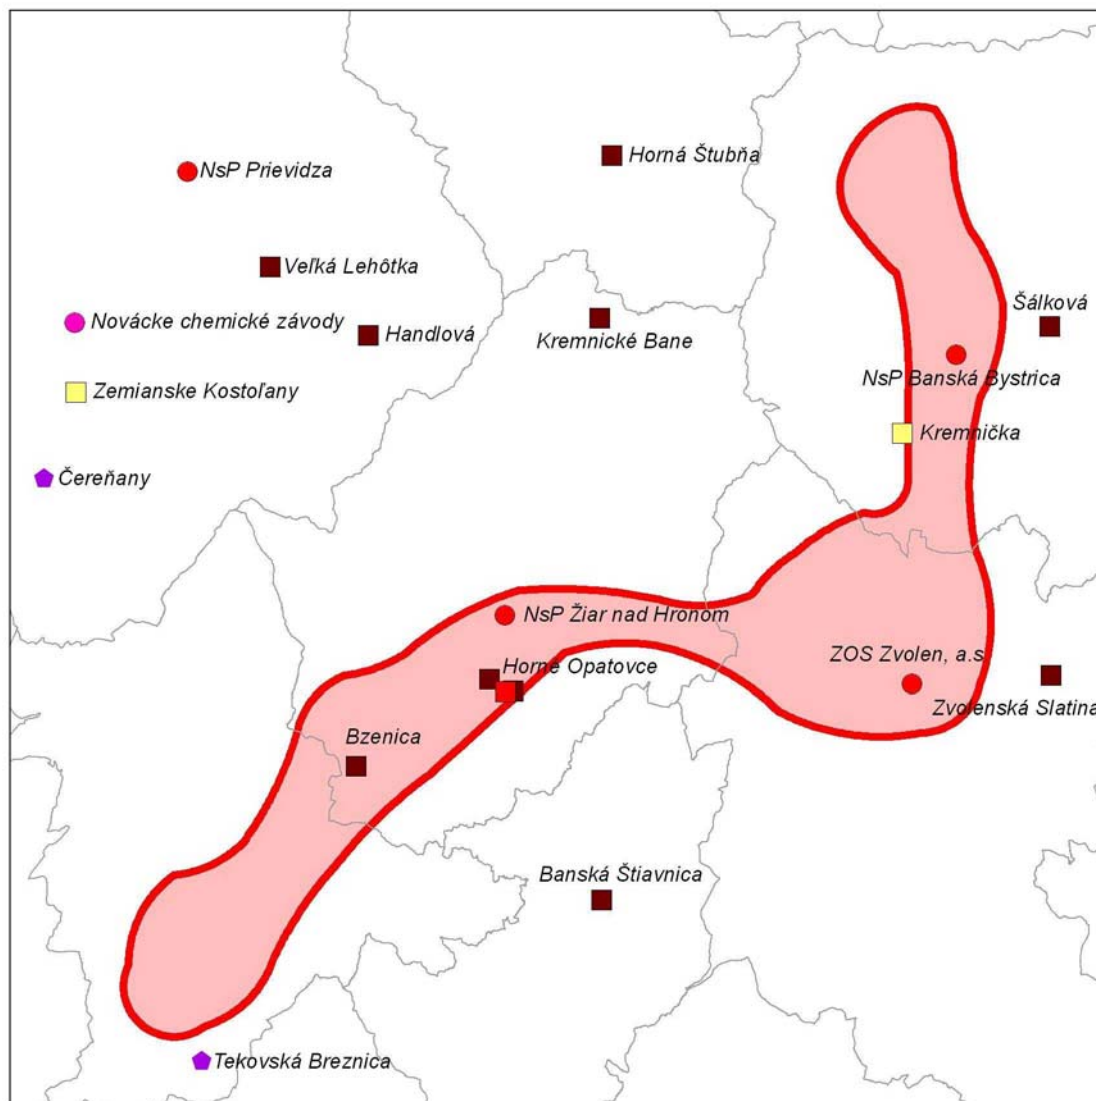 Horná Štubňa
NsP Prievidza
Veľká Lehôtka
Šálková
Novácke chemické závody
Handlová
Kremnické Bane
NsP Banská Bystrica
Zemianske Kostoľany
Kremnička
Čereňany
NsP Žiar nad Hronom
ZOS Zvolen, a.s
Horné Opatovce
Zvolenská Slatina
Bzenica
Banská Štiavnica
Tekovská Breznica